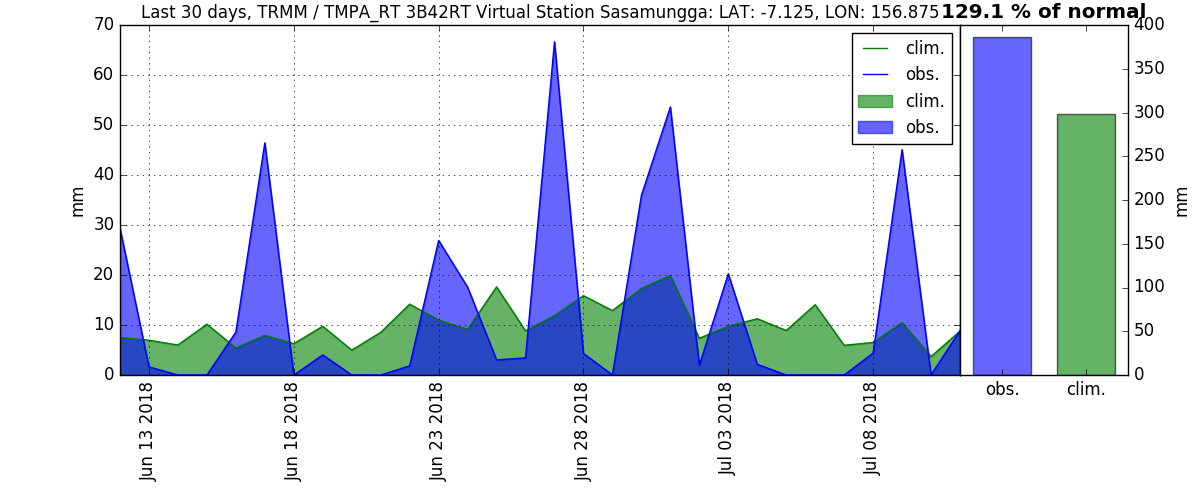 Last 30 days, TRMM / TMPA_RT 3B42RT Virtual Station Sasamungga: LAT: -7.125, LON: 156.875
129.1 % of normal
70
60
50
40
30
20
10
0
mm
clim.
obs.
clim.
obs.
Jun 13 2018
Jun 18 2018
Jun 23 2018
Jun 28 2018
Jul 03 2018
Jul 08 2018
400
350
300
250
200
150
100
50
0
mm
obs.
clim.